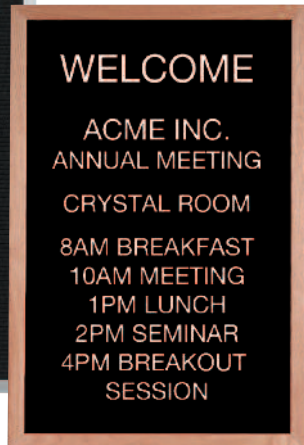 WELCOME
ACME INC.
ANNUAL MEETING
CRYSTAL ROOM
8AM BREAKFAST
10AM MEETING
1PM LUNCH
2PM SEMINAR
4PM BREAKOUT
SESSION